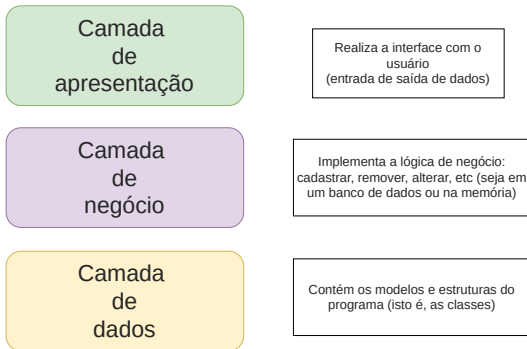 Camada
de
apresentação
Realiza a interface com o
usuário
(entrada de saída de dados)
Camada
de
negócio
Implementa a lógica de negócio:
cadastrar, remover, alterar, etc (seja em
um banco de dados ou na memória)
Camada
de
dados
Contém os modelos e estruturas do
programa (isto é, as classes)